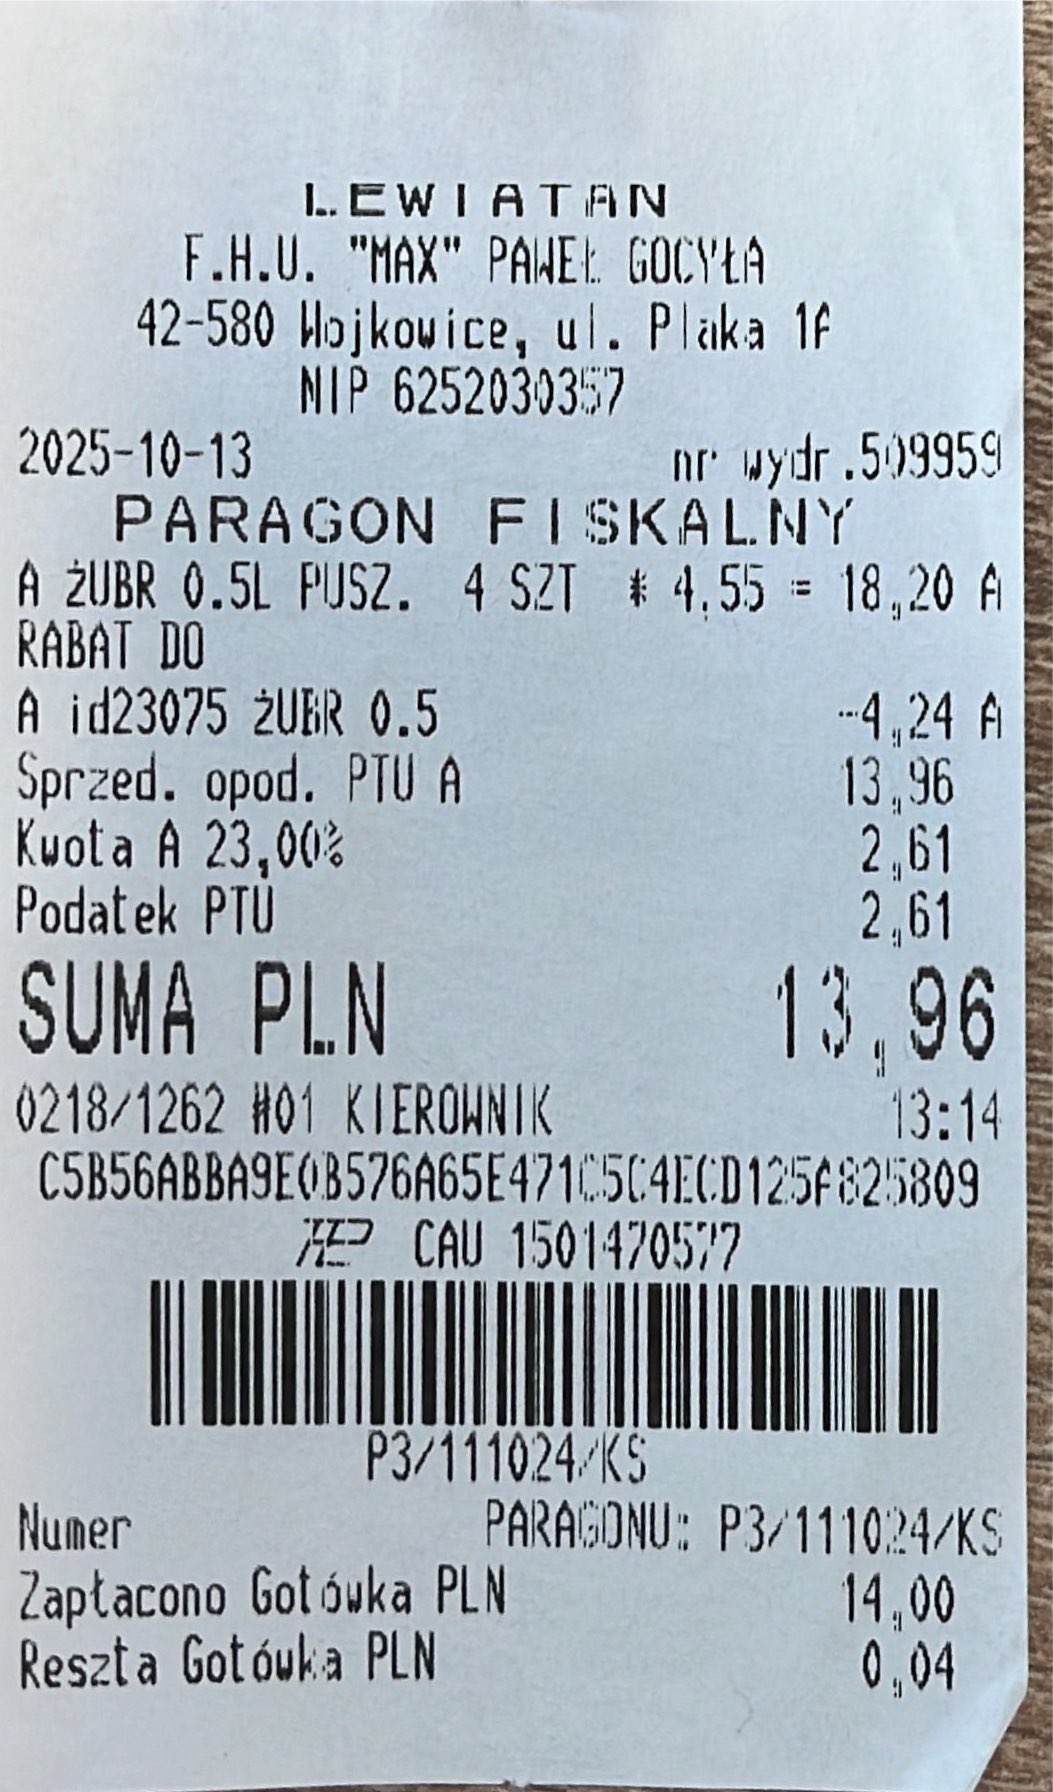 LEWIATAN
F.H.U. "MAX" PAWEŁ GOCYŁA
42-580 Wojkowice, ul. Plaka 1A
NIP 6252030357
2025-10-13 nr wydr.509959
PARAGON FISKALNY
A ŻUBR 0.5L PUSZ. 4 SZT * 4,55 = 18,20 A
RABAT DO
A id23075 ŻUBR 0.5 -4,24 A
Sprzed. opod. PTU A 13,96
Kwota A 23,00% 2,61
Podatek PTU 2,61
SUMA PLN 13,96
0218/1262 #01 KIEROWNIK 13:14
C5B56ABBA9E0B576A65E471C5C4ECD125A825809
CAU 1501470577
P3/111024/KS
Numer PARAGONU: P3/111024/KS
Zapłacono Gotówka PLN 14,00
Reszta Gotówka PLN 0,04